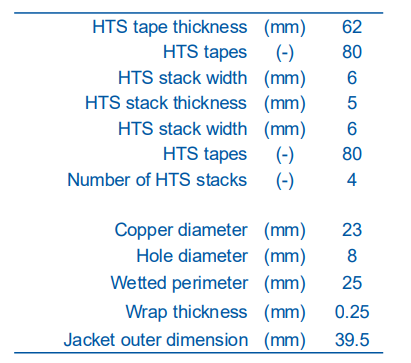 HTS tape thickness (mm) 62
HTS tapes (-) 80
HTS stack width (mm) 6
HTS stack thickness (mm) 5
HTS stack width (mm) 6
HTS tapes (-) 80
Number of HTS stacks (-) 4
Copper diameter (mm) 23
Hole diameter (mm) 8
Wetted perimeter (mm) 25
Wrap thickness (mm) 0.25
Jacket outer dimension (mm) 39.5